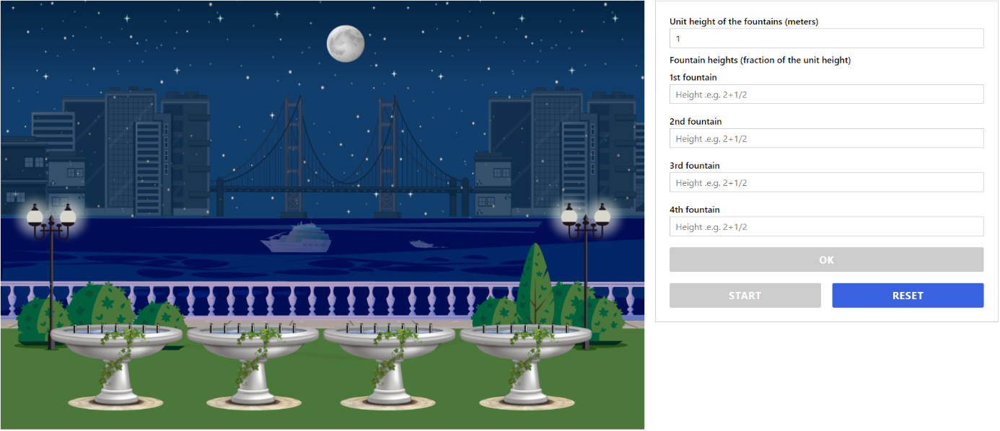 Unit height of the fountains (meters)
1
Fountain heights (fraction of the unit height)
1st fountain
Height .e.g. 2+1/2
2nd fountain
Height .e.g. 2+1/2
3rd fountain
Height .e.g. 2+1/2
4th fountain
Height .e.g. 2+1/2
OK
START RESET